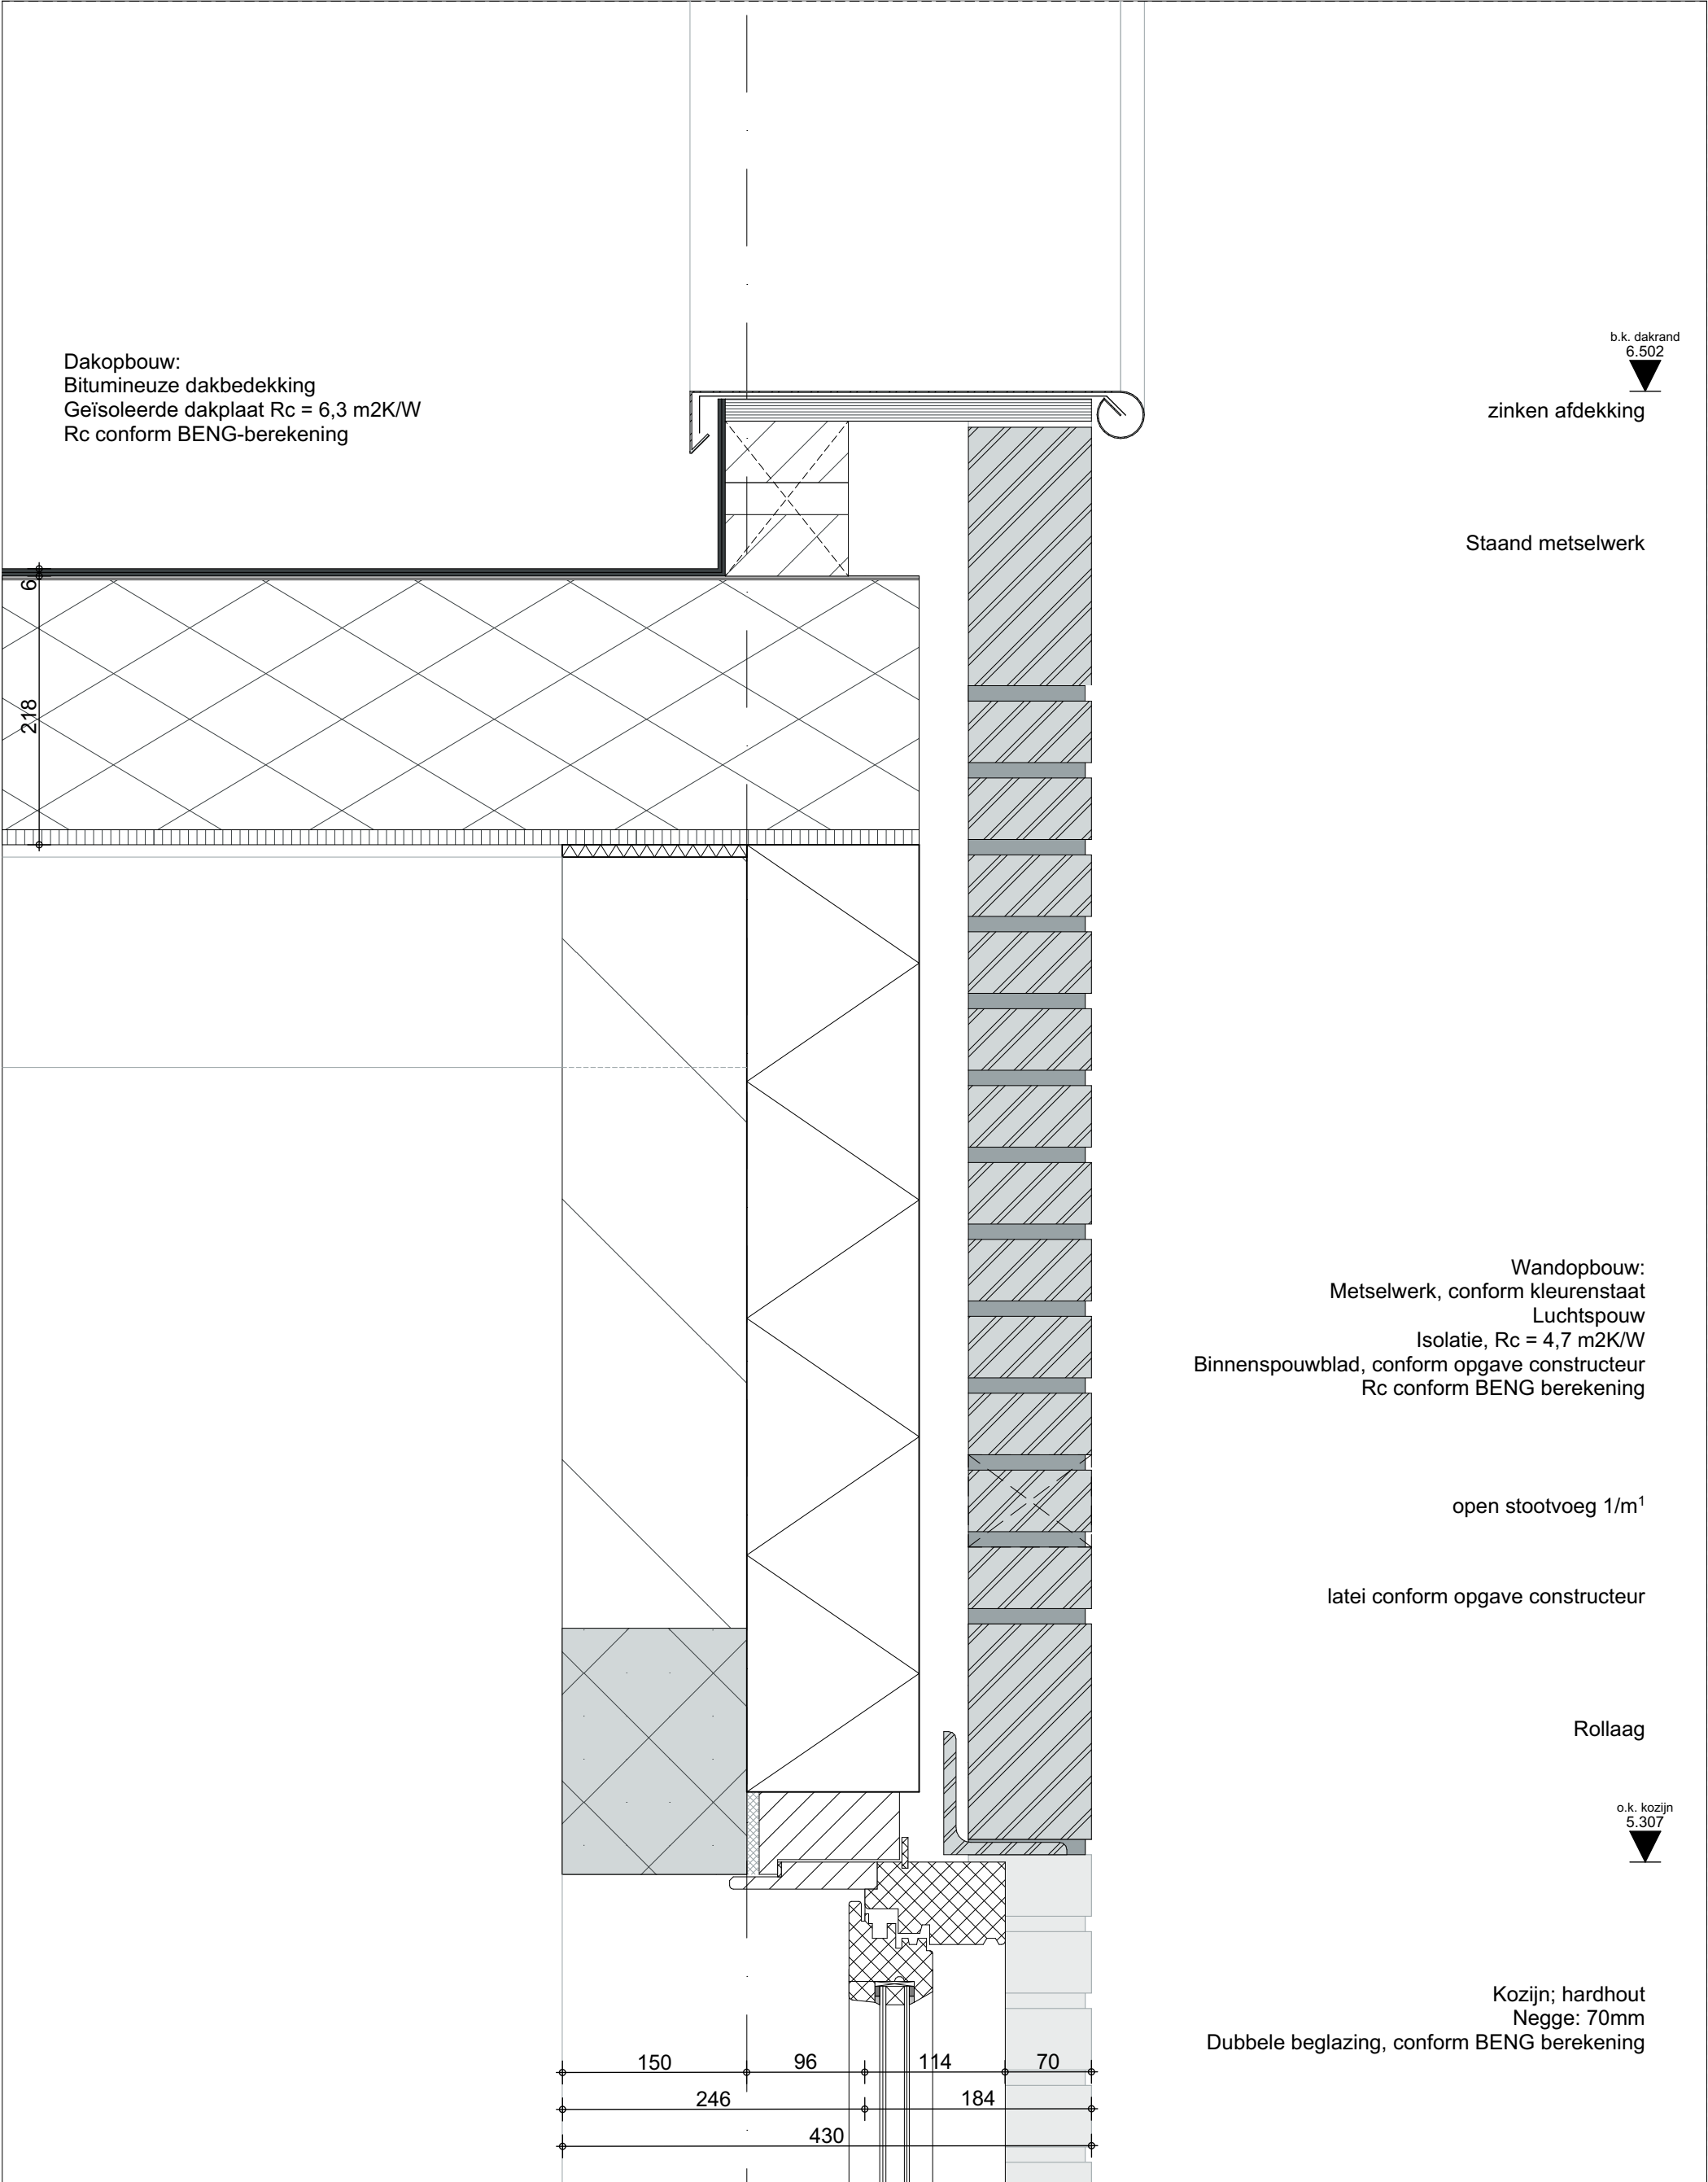 b.k. dakrand
6.502
Dakopbouw:
Bitumineuze dakbedekking
Geïsoleerde dakplaat Rc = 6,3 m2K/W
Rc conform BENG-berekening
zinken afdekking
Staand metselwerk
6
218
Wandopbouw:
Metselwerk, conform kleurenstaat
Luchtspouw
Isolatie, Rc = 4,7 m2K/W
Binnenspouwblad, conform opgave constructeur
Rc conform BENG berekening
open stootvoeg 1/m¹
latei conform opgave constructeur
Rollaag
o.k. kozijn
5.307
Kozijn; hardhout
Negge: 70mm
Dubbele beglazing, conform BENG berekening
150 96 114 70
246 184
430